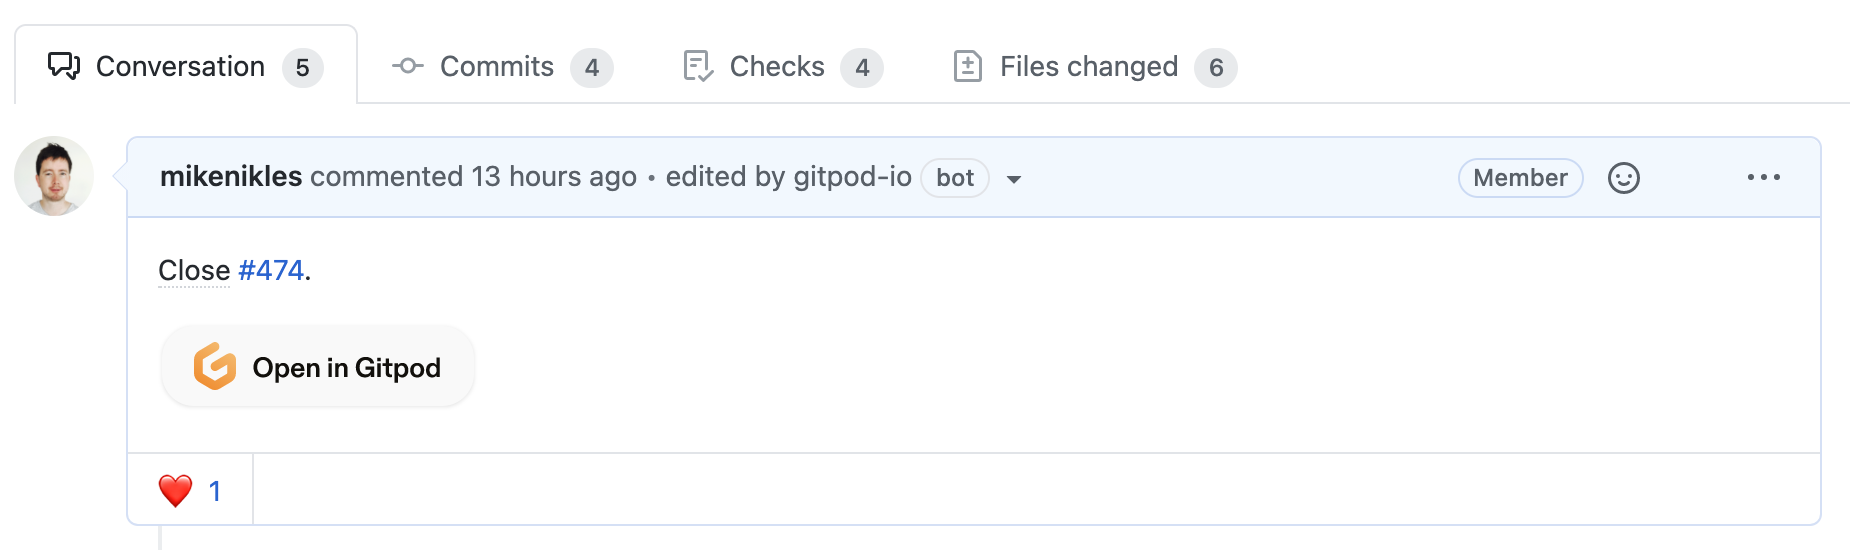 Conversation 5 Commits 4 Checks 4 Files changed 6
mikenikles commented 13 hours ago • edited by gitpod-io bot Member
Close #474.
Open in Gitpod
❤️ 1